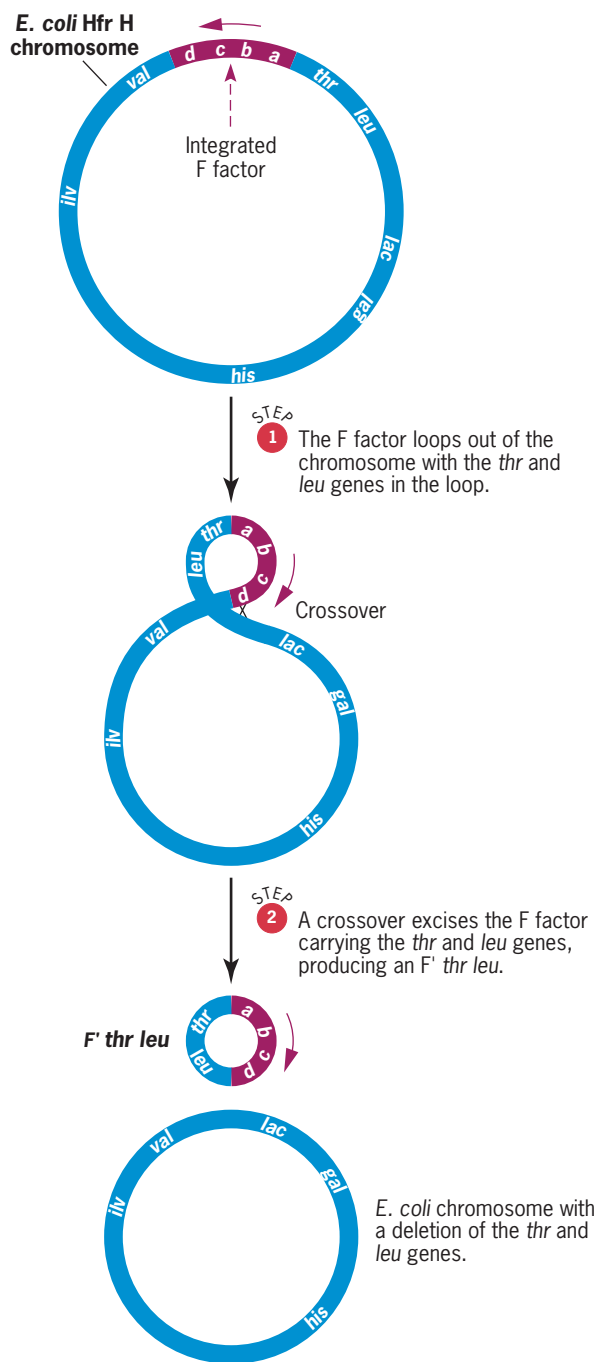 E. coli Hfr H
chromosome
val
d c b a
thr
leu
Integrated
F factor
ilv
lac
gal
his
STEP
1
The F factor loops out of the
chromosome with the thr and
leu genes in the loop.
thr
a
b
leu
c
d
Crossover
val
lac
gal
ilv
his
STEP
2
A crossover excises the F factor
carrying the thr and leu genes,
producing an F' thr leu.
F' thr leu
thr
a
b
c
leu
d
val
lac
gal
ilv
E. coli chromosome with
a deletion of the thr and
leu genes.
his